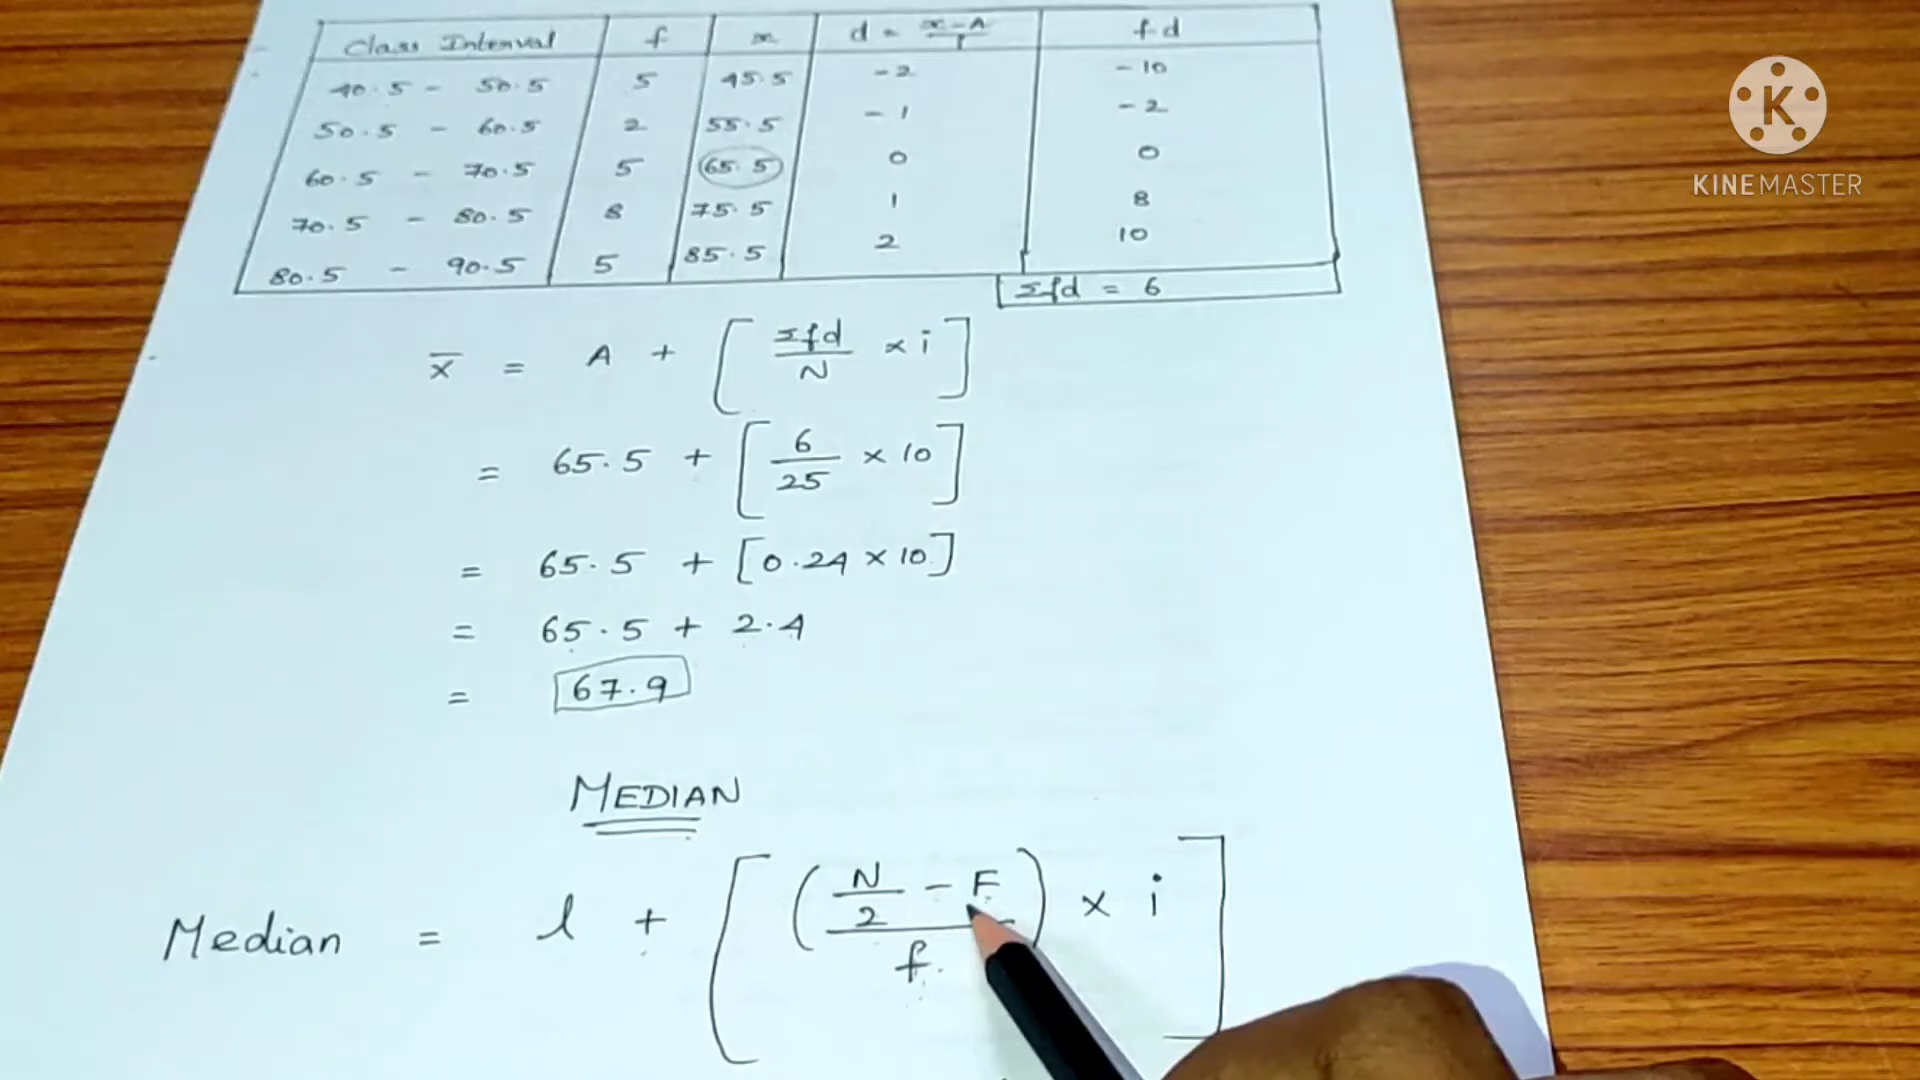 Class Interval f x d = x - A / i fd
40.5 - 50.5 5 45.5 -2 -10
50.5 - 60.5 2 55.5 -1 -2
60.5 - 70.5 5 65.5 0 0
70.5 - 80.5 8 75.5 1 8
80.5 - 90.5 5 85.5 2 10
Σfd = 6
KINEMASTER
x̄ = A + [Σfd / N × i]
= 65.5 + [6 / 25 × 10]
= 65.5 + [0.24 × 10]
= 65.5 + 2.4
= 67.9
MEDIAN
Median = l + [(N / 2 - F) / f × i]